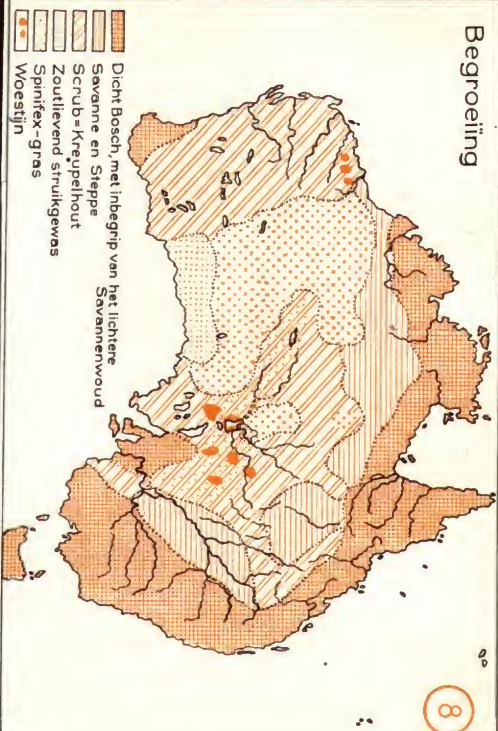 Begroeiing
8
Dicht Bosch, met inbegrip van het lichtere
Savannenwoud
Savanne en Steppe
Scrub=Kreupelhout
Zoutlievend struikgewas
Spinifex-gras
Woestijn